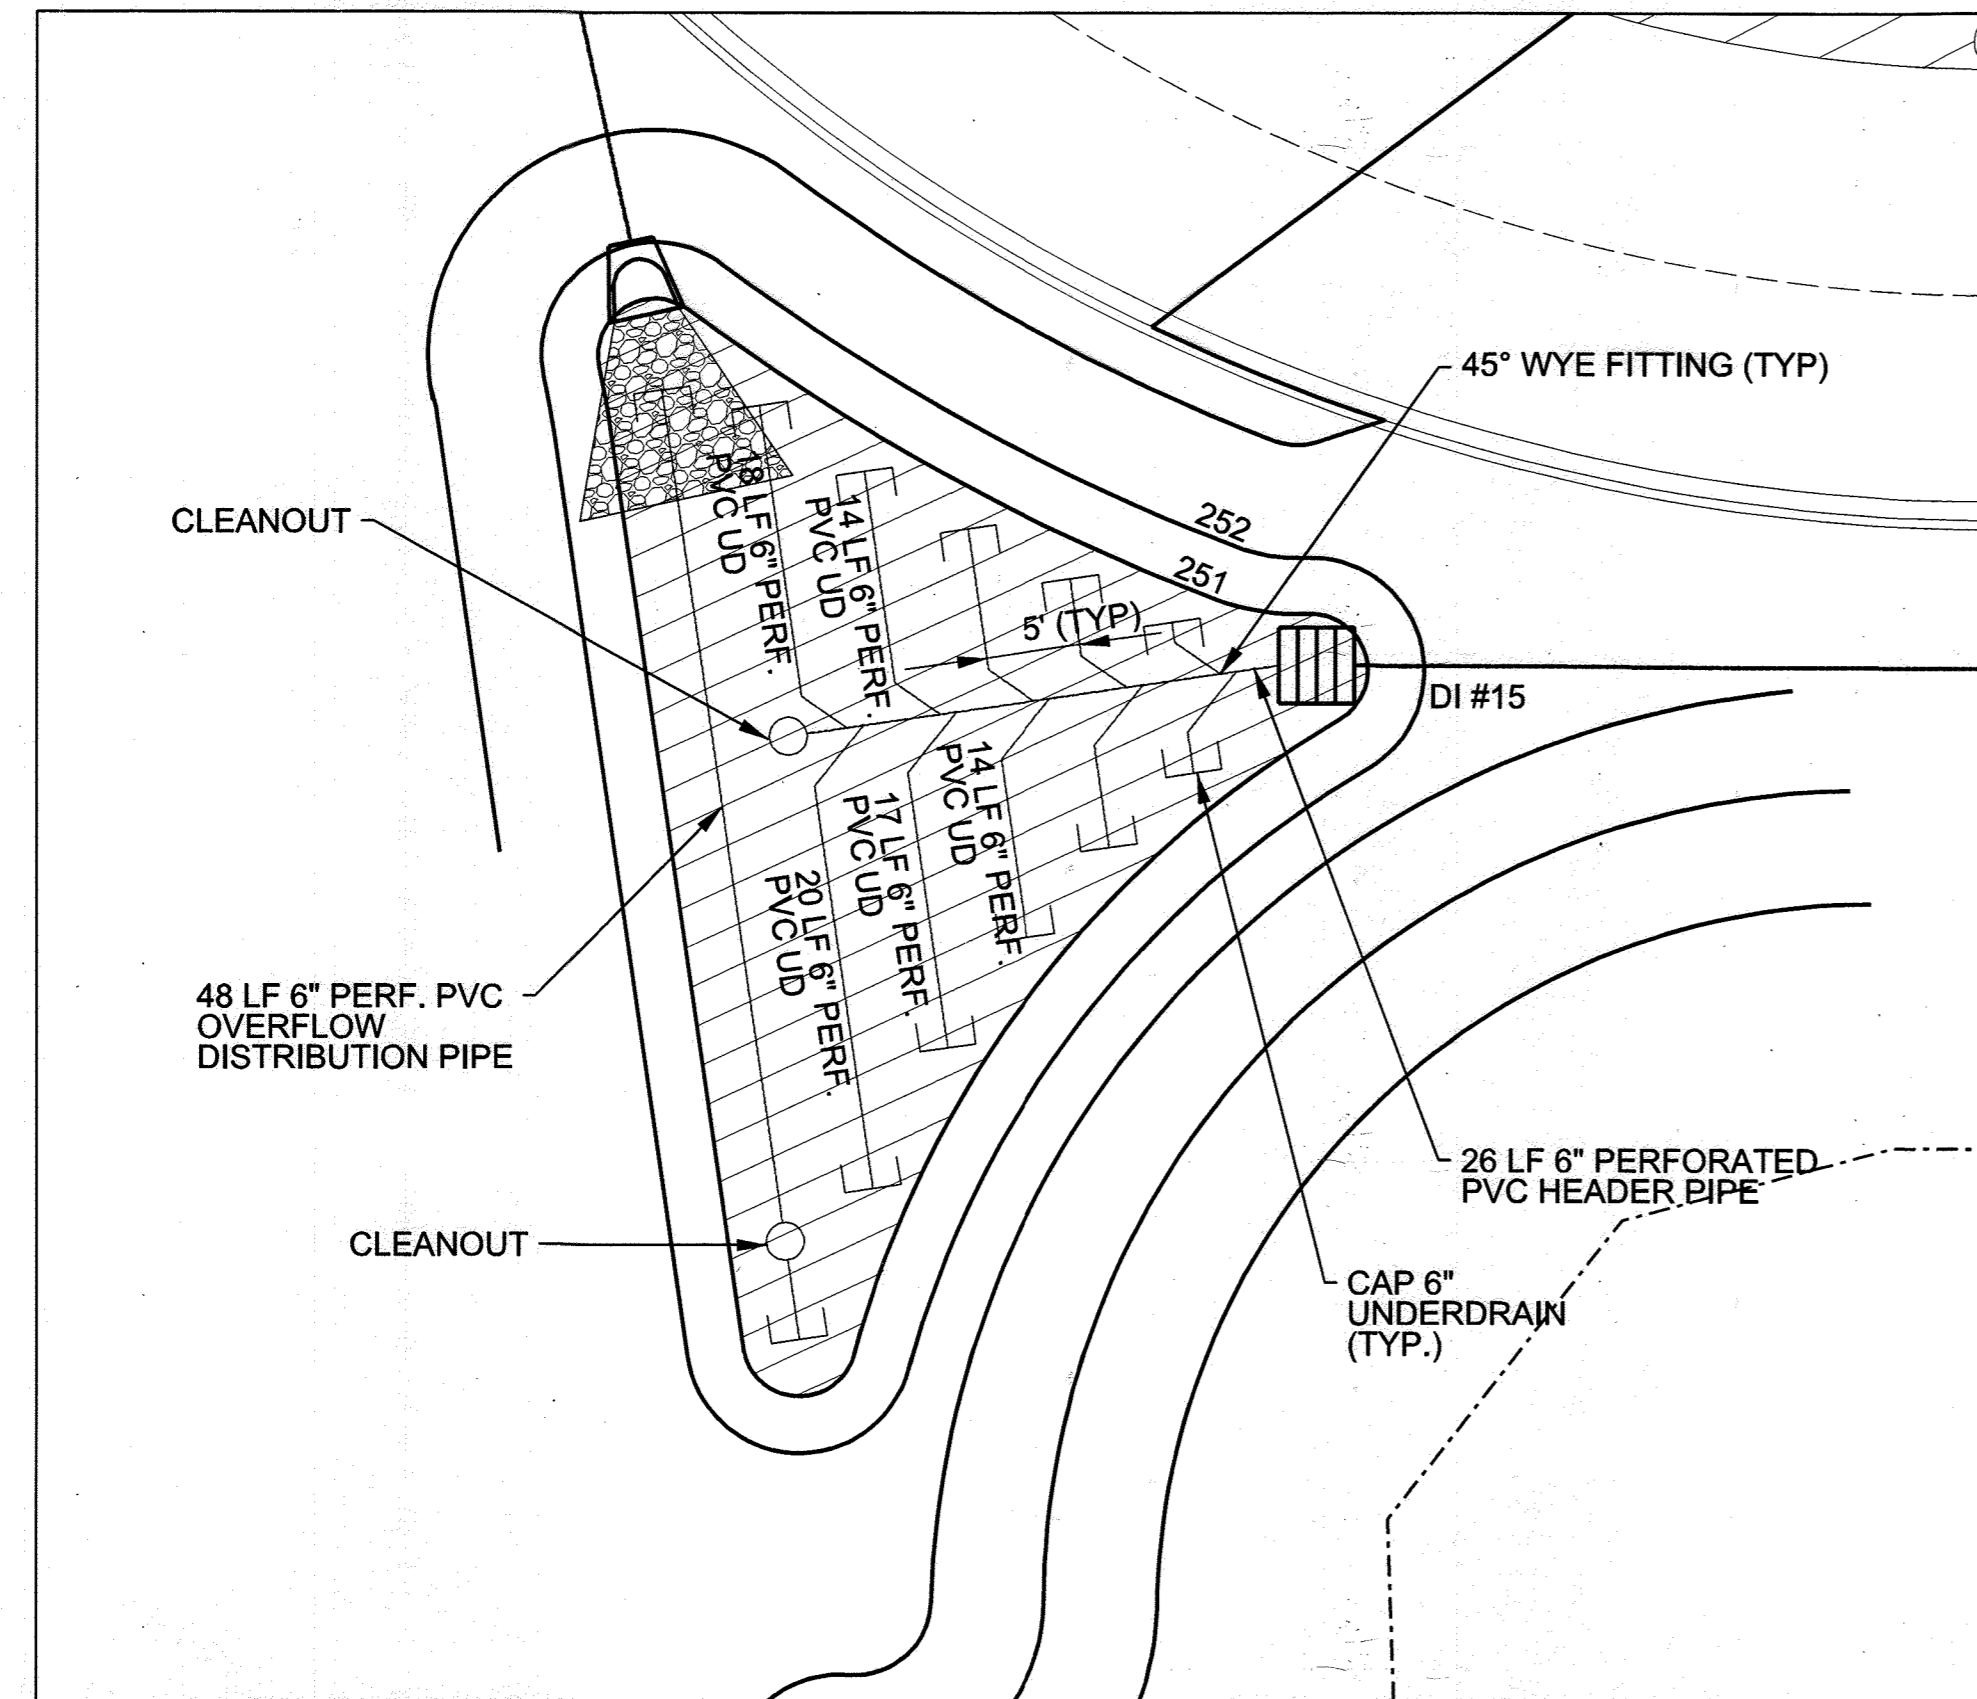 45° WYE FITTING (TYP)
CLEANOUT
18 LF 6" PERF.
PVC UD
14 LF 6" PERF.
PVC UD
252
251
5' (TYP)
DI #15
14 LF 6" PERF.
PVC UD
17 LF 6" PERF.
PVC UD
20 LF 6" PERF.
PVC UD
48 LF 6" PERF. PVC
OVERFLOW
DISTRIBUTION PIPE
26 LF 6" PERFORATED
PVC HEADER PIPE
CLEANOUT
CAP 6"
UNDERDRAIN
(TYP.)